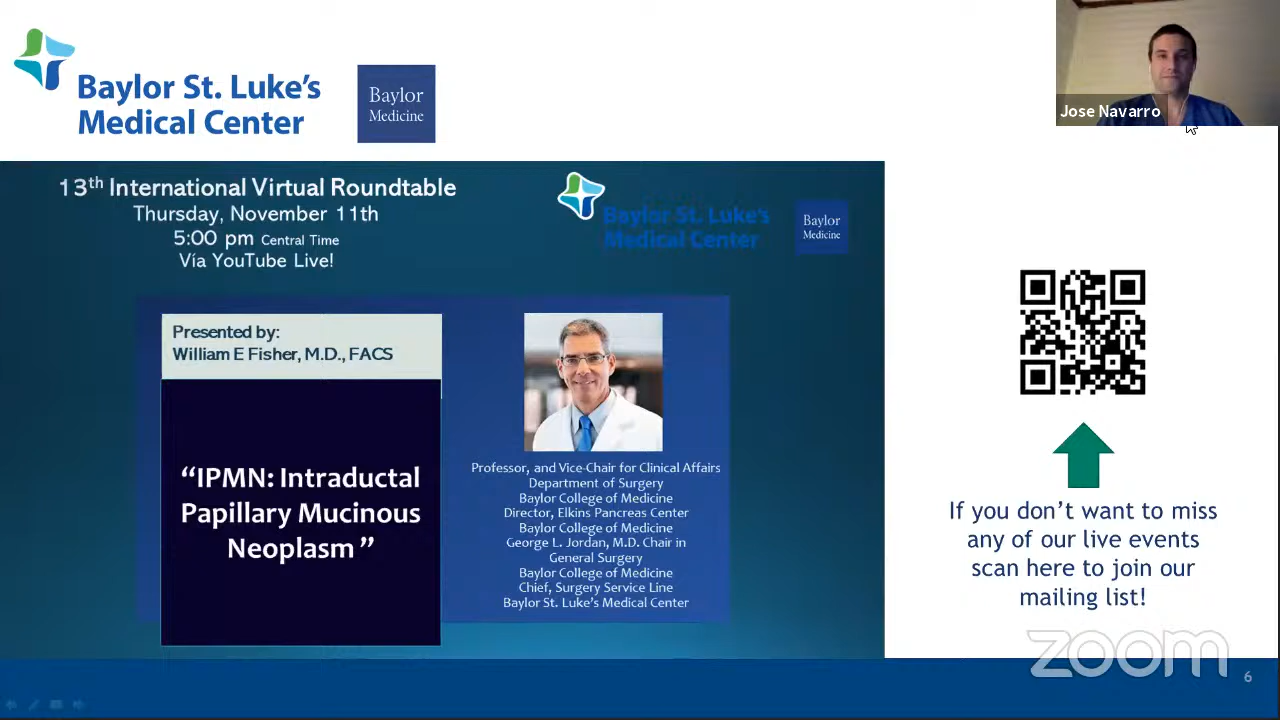 Baylor St. Luke's
Medical Center
Baylor
Medicine
Jose Navarro
13th International Virtual Roundtable
Thursday, November 11th
5:00 pm Central Time
Vía YouTube Live!
Baylor St. Luke's
Medical Center
Baylor
Medicine
Presented by:
William E Fisher, M.D., FACS
“IPMN: Intraductal
Papillary Mucinous
Neoplasm ”
Professor, and Vice-Chair for Clinical Affairs
Department of Surgery
Baylor College of Medicine
Director, Elkins Pancreas Center
Baylor College of Medicine
George L. Jordan, M.D. Chair in
General Surgery
Baylor College of Medicine
Chief, Surgery Service Line
Baylor St. Luke's Medical Center
If you don't want to miss
any of our live events
scan here to join our
mailing list!
zoom
6